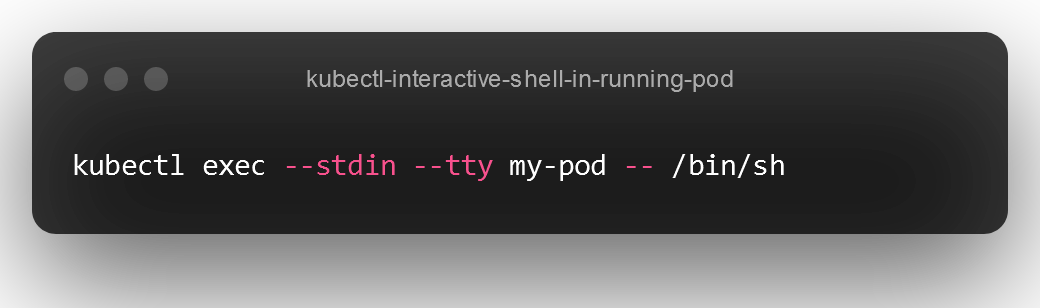 kubectl-interactive-shell-in-running-pod
kubectl exec --stdin --tty my-pod -- /bin/sh